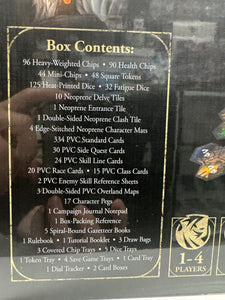 Box Contents:
96 Heavy-Weighted Chips • 90 Health Chips
44 Mini-Chips • 48 Square Tokens
125 Heat-Printed Dice • 32 Fatigue Dice
10 Neoprene Delve Tiles
1 Neoprene Entrance Tile
1 Double-Sided Neoprene Clash Tile
4 Edge-Stitched Neoprene Character Mats
334 PVC Standard Cards
30 PVC Side Quest Cards
24 PVC Skill Line Cards
20 PVC Race Cards • 15 PVC Class Cards
2 PVC Enemy Skill Reference Sheets
3 Double-Sided PVC Overland Maps
17 Character Pegs
1 Campaign Journal Notepad
1 Box-Packing Reference
5 Spiral-Bound Gazetteer Books
1 Rulebook • 1 Tutorial Booklet • 3 Draw Bags
3 Covered Chip Trays • 5 Dice Trays
1 Token Tray • 4 Save Game Trays • 1 Card Tray
1 Dial Tracker • 2 Card Boxes
1-4
PLAYERS